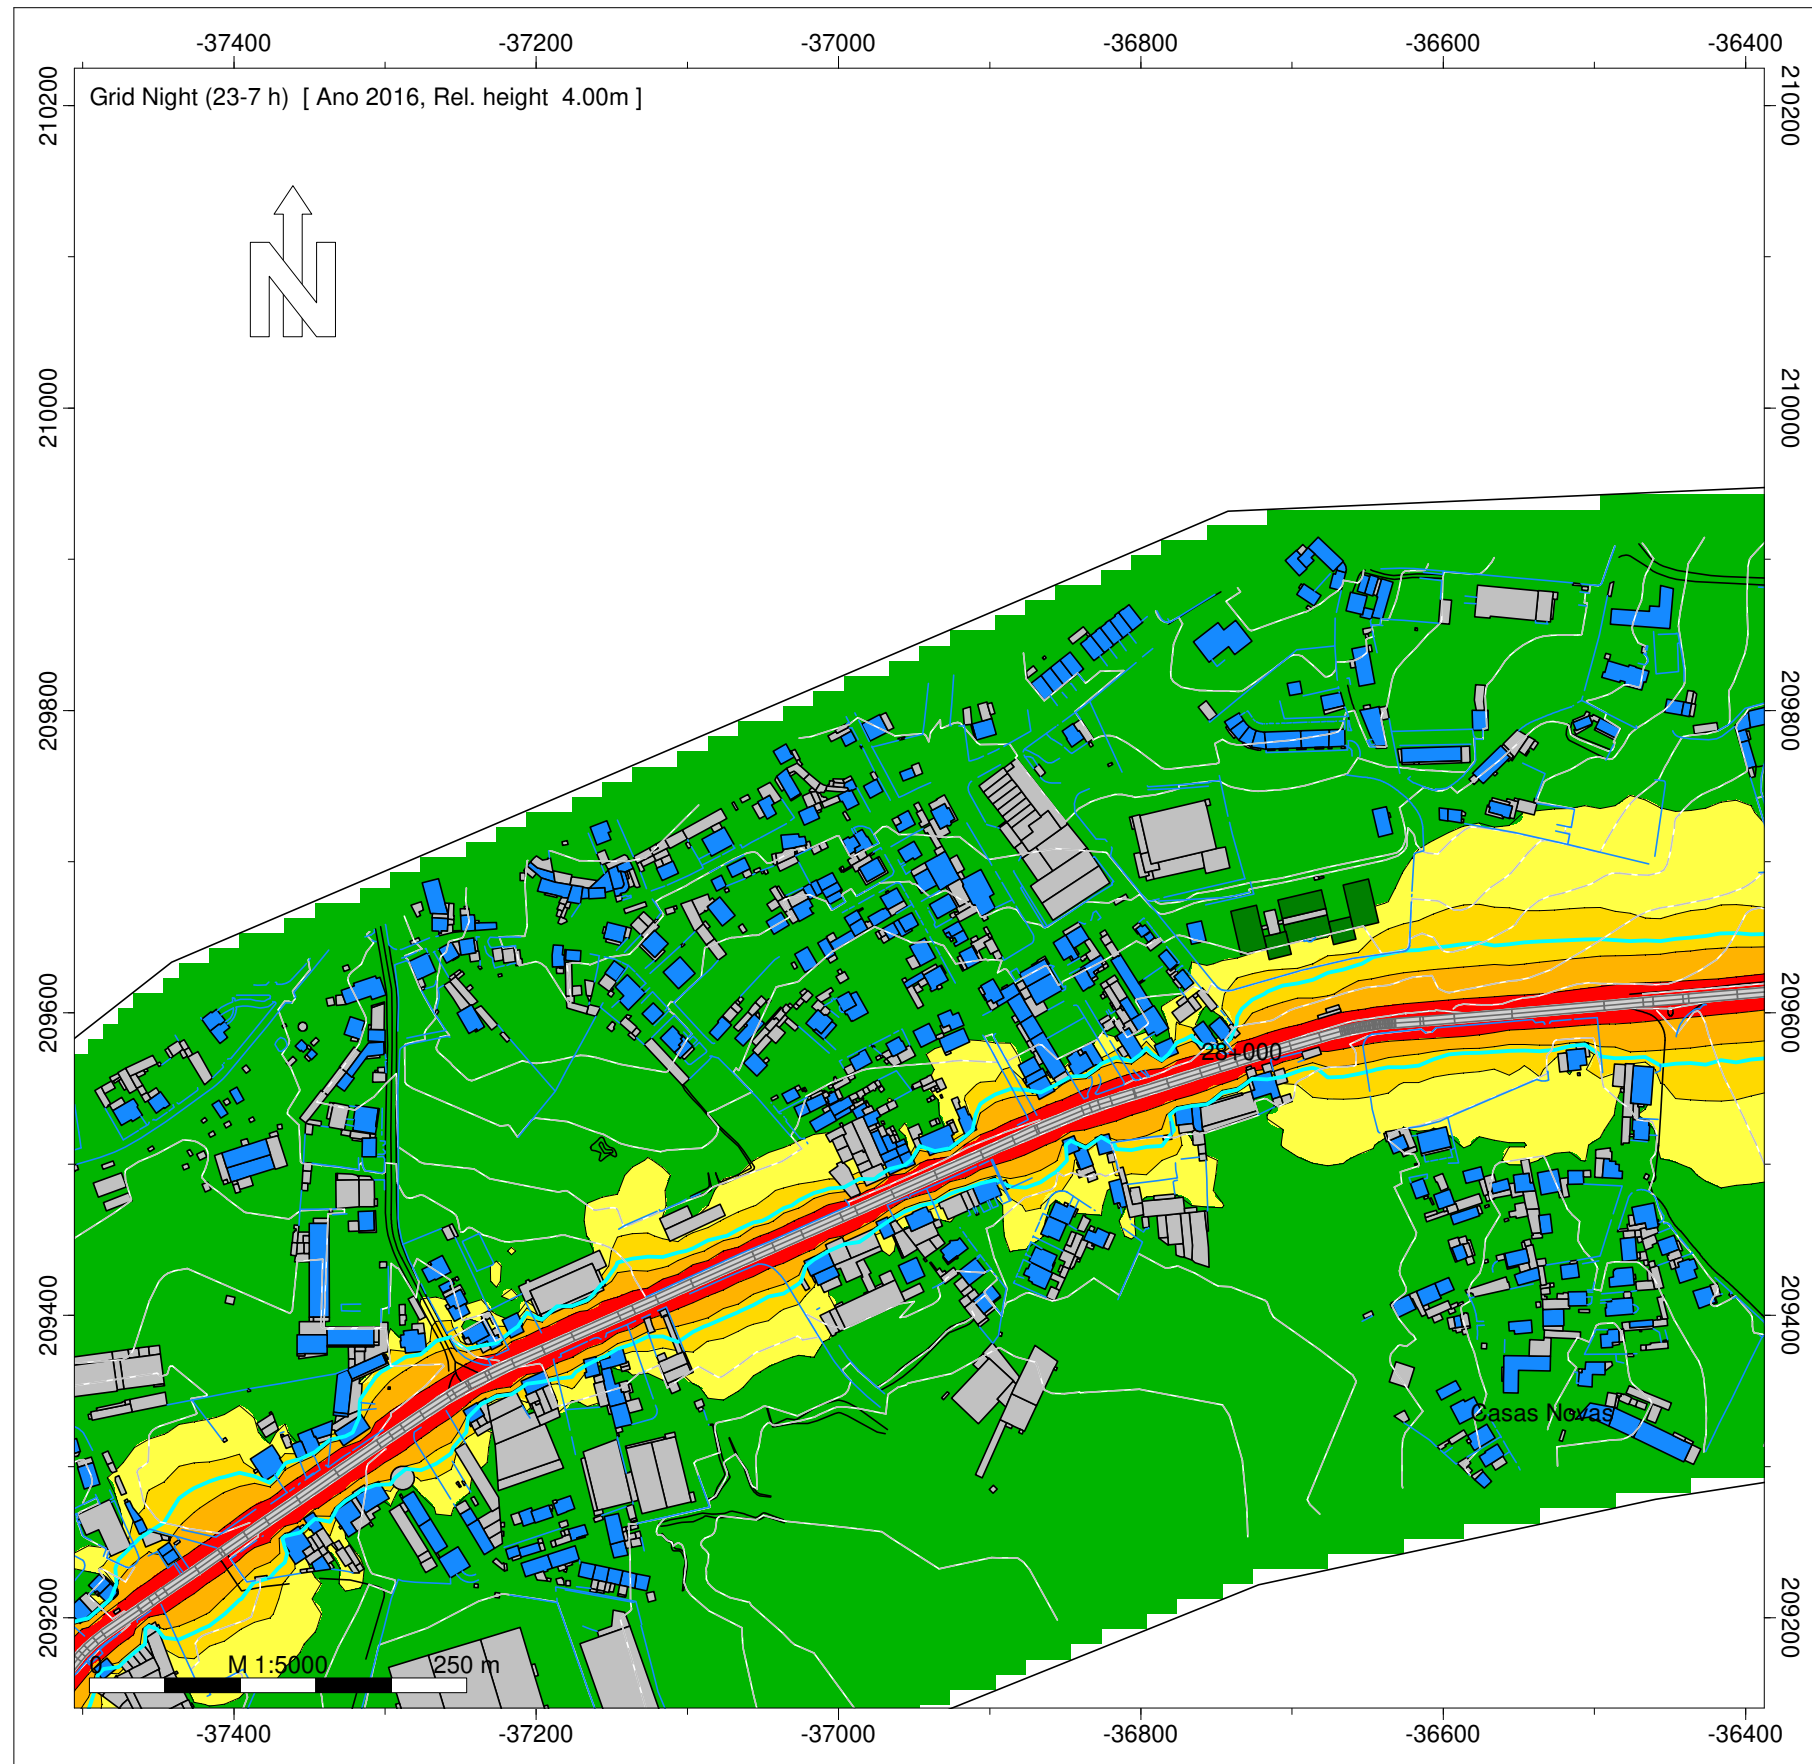 -37400 -37200 -37000 -36800 -36600 -36400
210200 210200
Grid Night (23-7 h) [ Ano 2016, Rel. height 4.00m ]
N
210000 210000
209800 209800
209600 209600
28+000
209400 209400
Casas Novas
209200 209200
0 M 1:5000 250 m
-37400 -37200 -37000 -36800 -36600 -36400